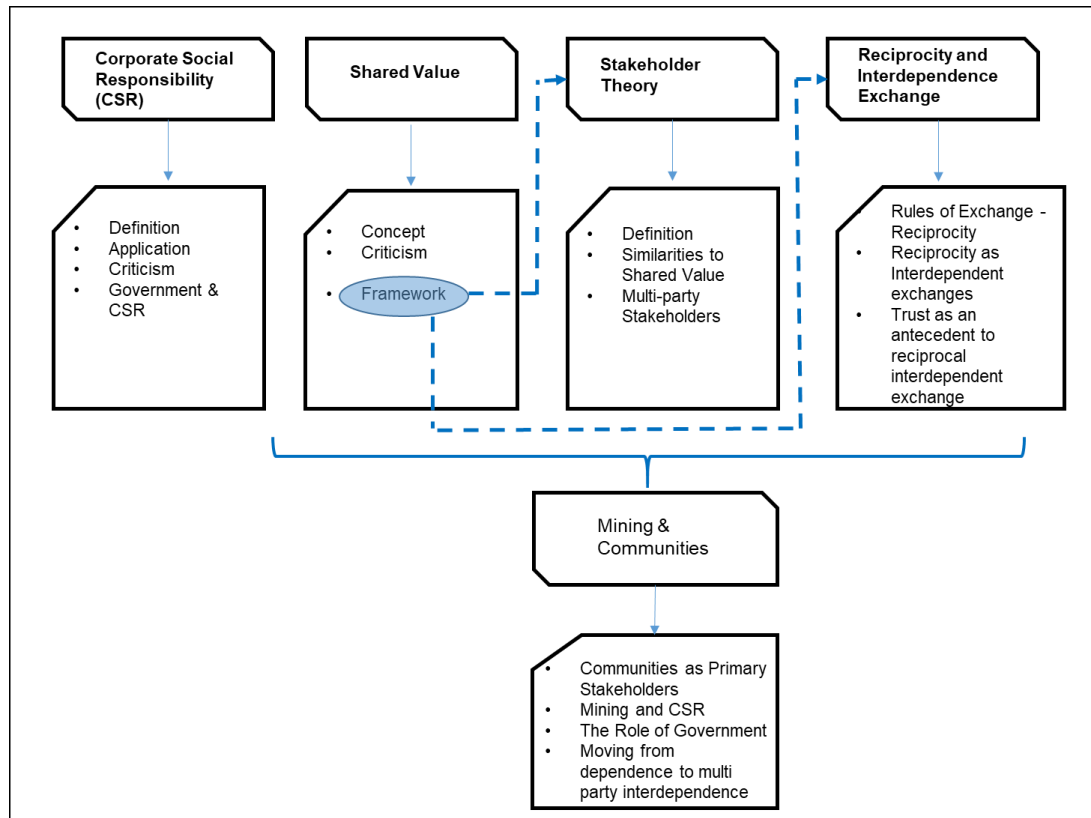 Corporate Social
Responsibility
(CSR)
Shared Value
Stakeholder
Theory
Reciprocity and
Interdependence
Exchange
• Definition
• Application
• Criticism
• Government &
CSR
• Concept
• Criticism
• Framework
• Definition
• Similarities to
Shared Value
• Multi-party
Stakeholders
• Rules of Exchange -
Reciprocity
• Reciprocity as
Interdependent
exchanges
• Trust as an
antecedent to
reciprocal
interdependent
exchange
Mining &
Communities
• Communities as Primary
Stakeholders
• Mining and CSR
• The Role of Government
• Moving from
dependence to multi
party interdependence